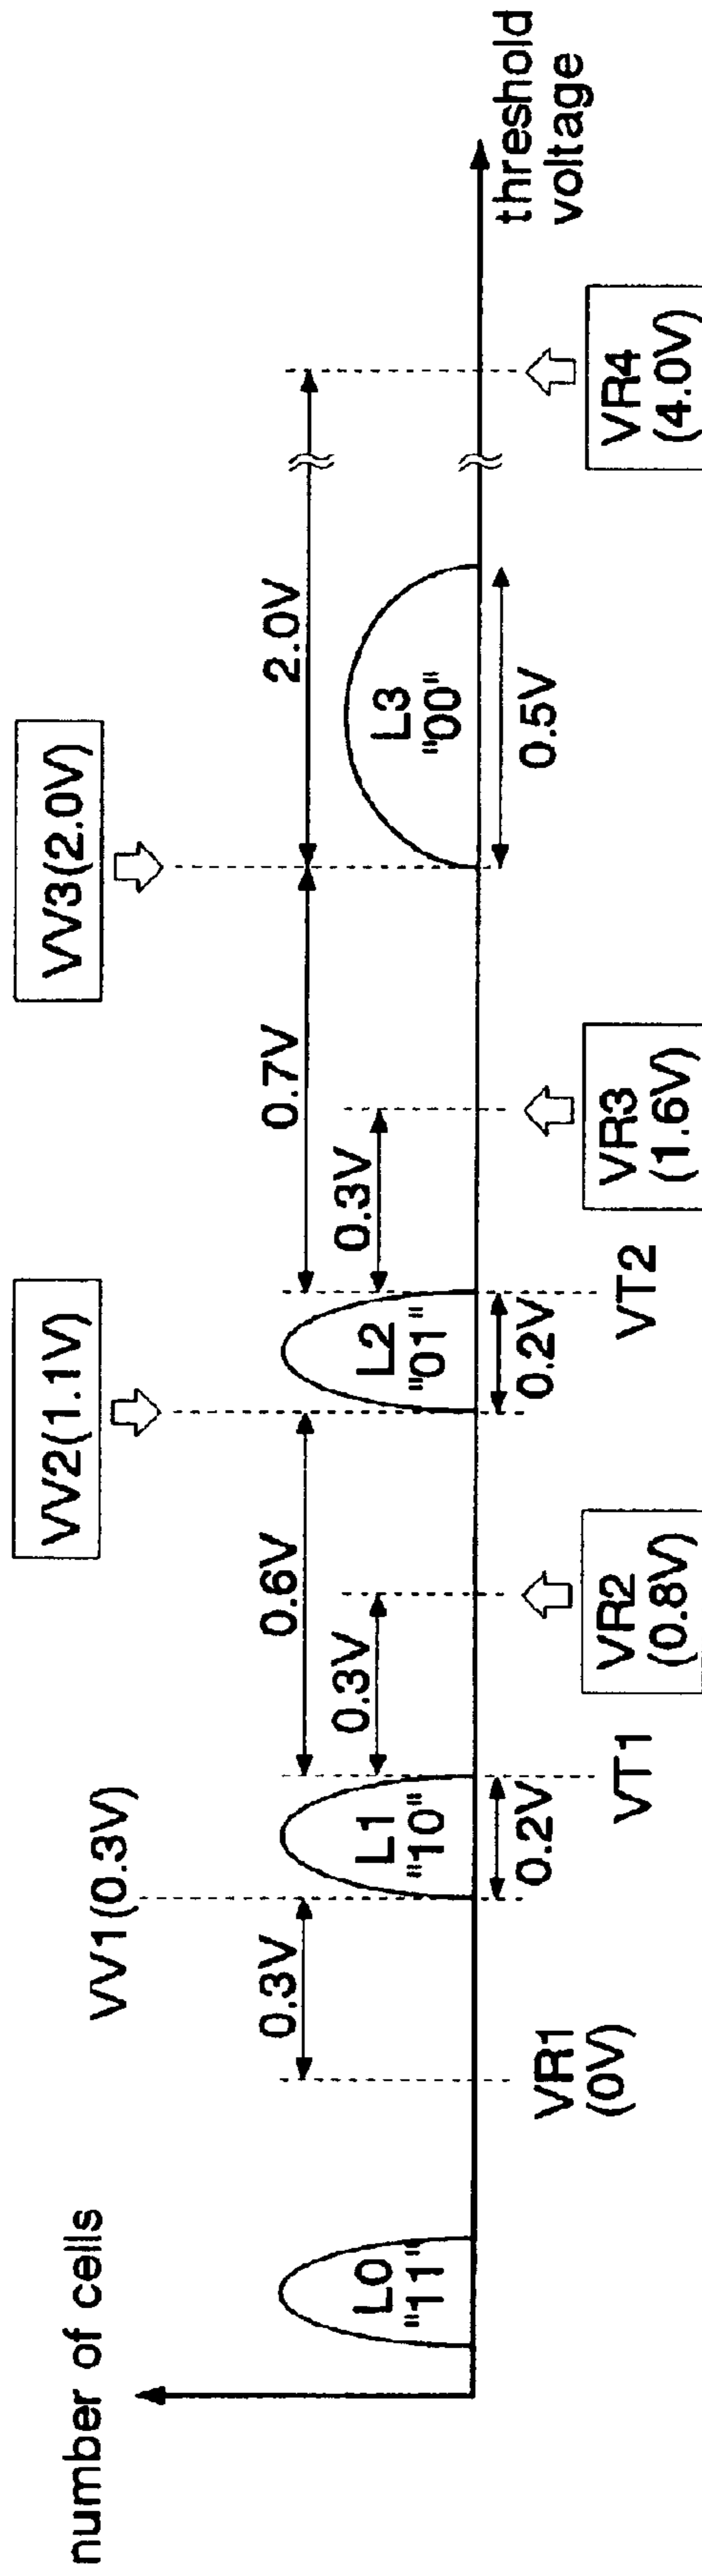 number of cells
VV1(0.3V)
VV2(1.1V)
VV3(2.0V)
0.3V
0.6V
0.7V
2.0V
0.3V
0.3V
L0
"11"
L1
"10"
L2
"01"
L3
"00"
0.2V
0.2V
0.5V
threshold
voltage
VR1
(0V)
VT1
VR2
(0.8V)
VT2
VR3
(1.6V)
VR4
(4.0V)